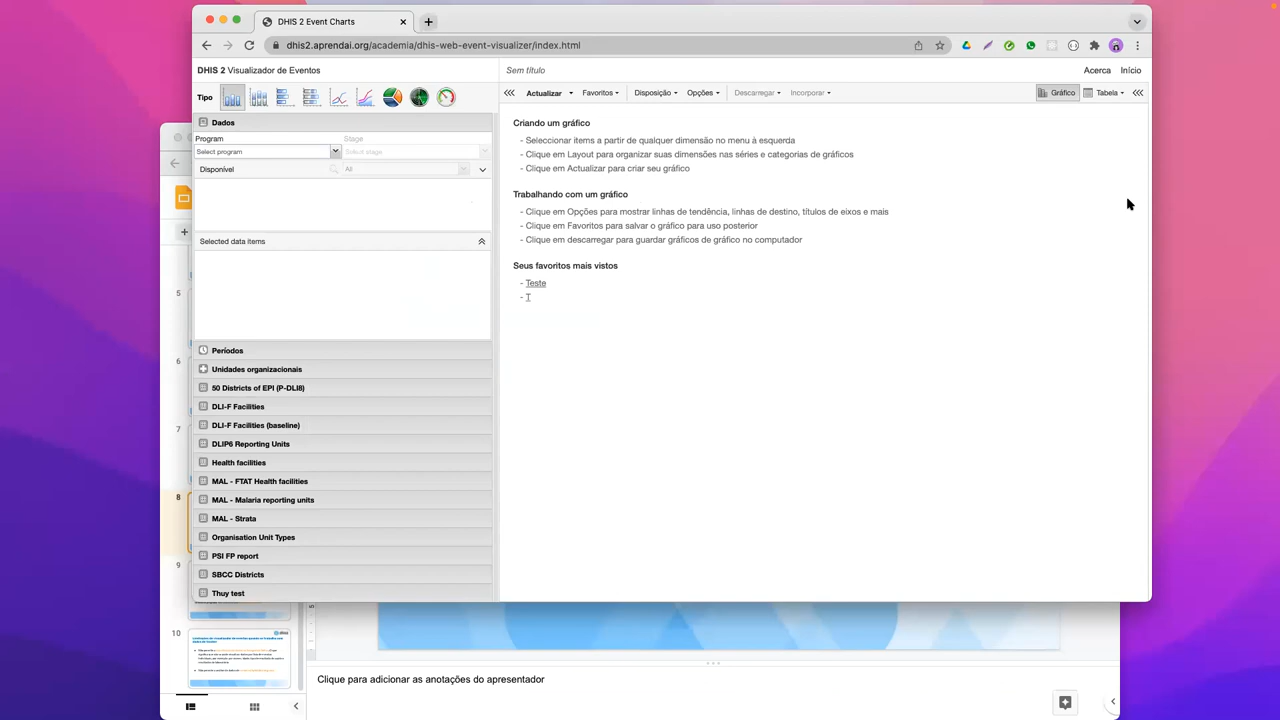 DHIS 2 Event Charts
dhis2.aprendai.org/academia/dhis-web-event-visualizer/index.html
DHIS 2 Visualizador de Eventos
Sem título
Acerca Início
Tipo
Actualizar Favoritos Disposição Opções Descarregar Incorporar Gráfico Tabela
Dados
Program Stage
Select program Select stage
Disponível All
Selected data items
Períodos
Unidades organizacionais
50 Districts of EPI (P-DLI8)
DLI-F Facilities
DLI-F Facilities (baseline)
DLIP6 Reporting Units
Health facilities
MAL - FTAT Health facilities
MAL - Malaria reporting units
MAL - Strata
Organisation Unit Types
PSI FP report
SBCC Districts
Thuy test
Criando um gráfico
- Seleccionar items a partir de qualquer dimensão no menu à esquerda
- Clique em Layout para organizar suas dimensões nas séries e categorias de gráficos
- Clique em Actualizar para criar seu gráfico
Trabalhando com um gráfico
- Clique em Opções para mostrar linhas de tendência, linhas de destino, títulos de eixos e mais
- Clique em Favoritos para salvar o gráfico para uso posterior
- Clique em descarregar para guardar gráficos de gráfico no computador
Seus favoritos mais vistos
- Teste
- T
5
6
7
8
9
10
Clique para adicionar as anotações do apresentador